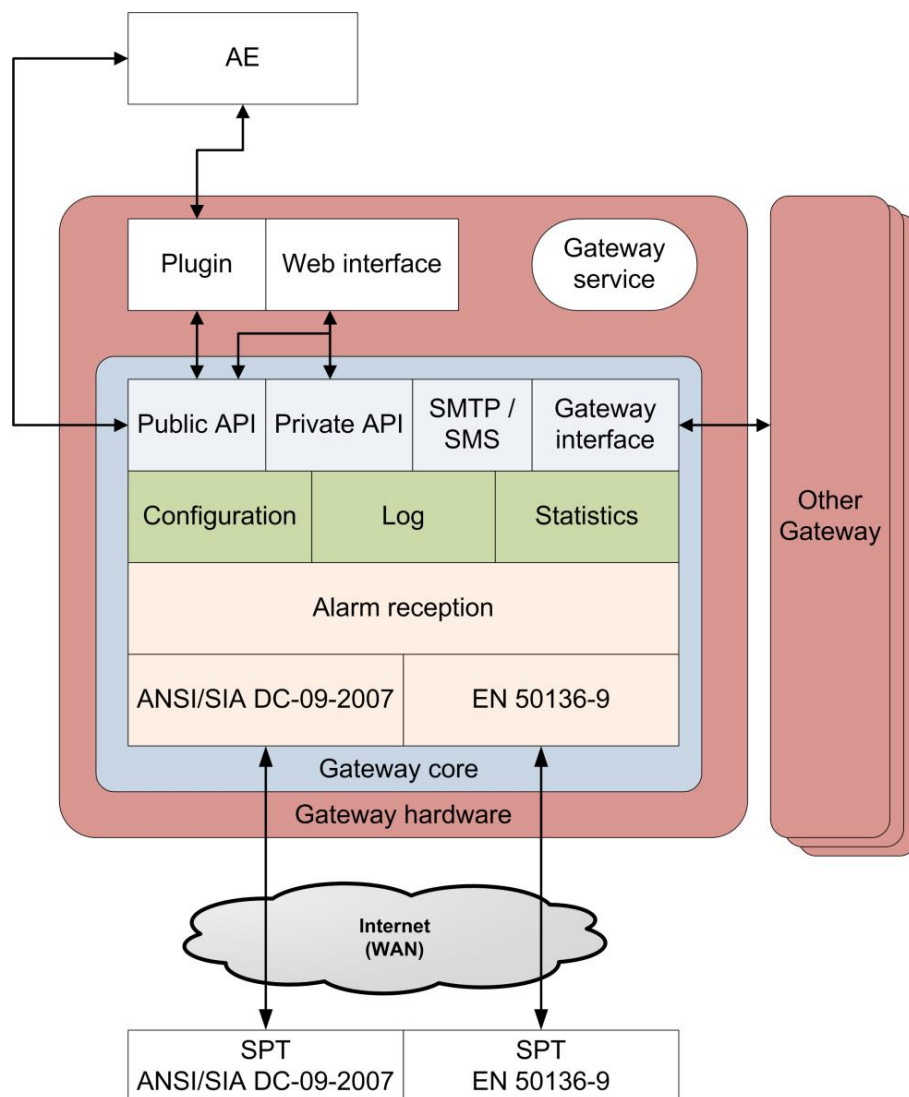 AE
Plugin
Web interface
Gateway
service
Public API
Private API
SMTP /
SMS
Gateway
interface
Other
Gateway
Configuration
Log
Statistics
Alarm reception
ANSI/SIA DC-09-2007
EN 50136-9
Gateway core
Gateway hardware
Internet
(WAN)
SPT
ANSI/SIA DC-09-2007
SPT
EN 50136-9